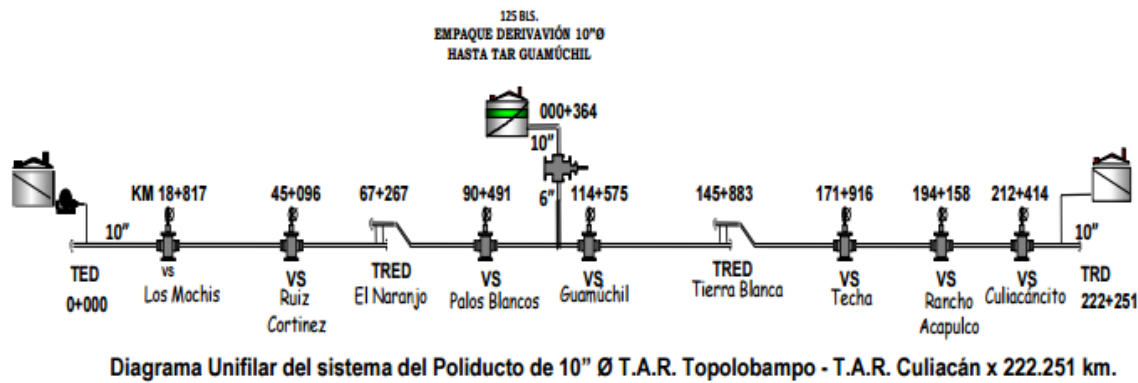 125 BLS.
EMPAQUE DERIVAVIÓN 10"Ø
HASTA TAR GUAMÚCHIL
000+364
10"
KM 18+817
45+096
67+267
90+491
6"
114+575
145+883
171+916
194+158
212+414
10"
10"
TED
0+000
VS
Los Mochis
VS
Ruiz
Cortinez
TRED
El Naranjo
VS
Palos Blancos
VS
Guamúchil
TRED
Tierra Blanca
VS
Techa
VS
Rancho
Acapulco
VS
Culiacáncito
TRD
222+251
Diagrama Unifilar del sistema del Poliducto de 10" Ø T.A.R. Topolobampo - T.A.R. Culiacán x 222.251 km.